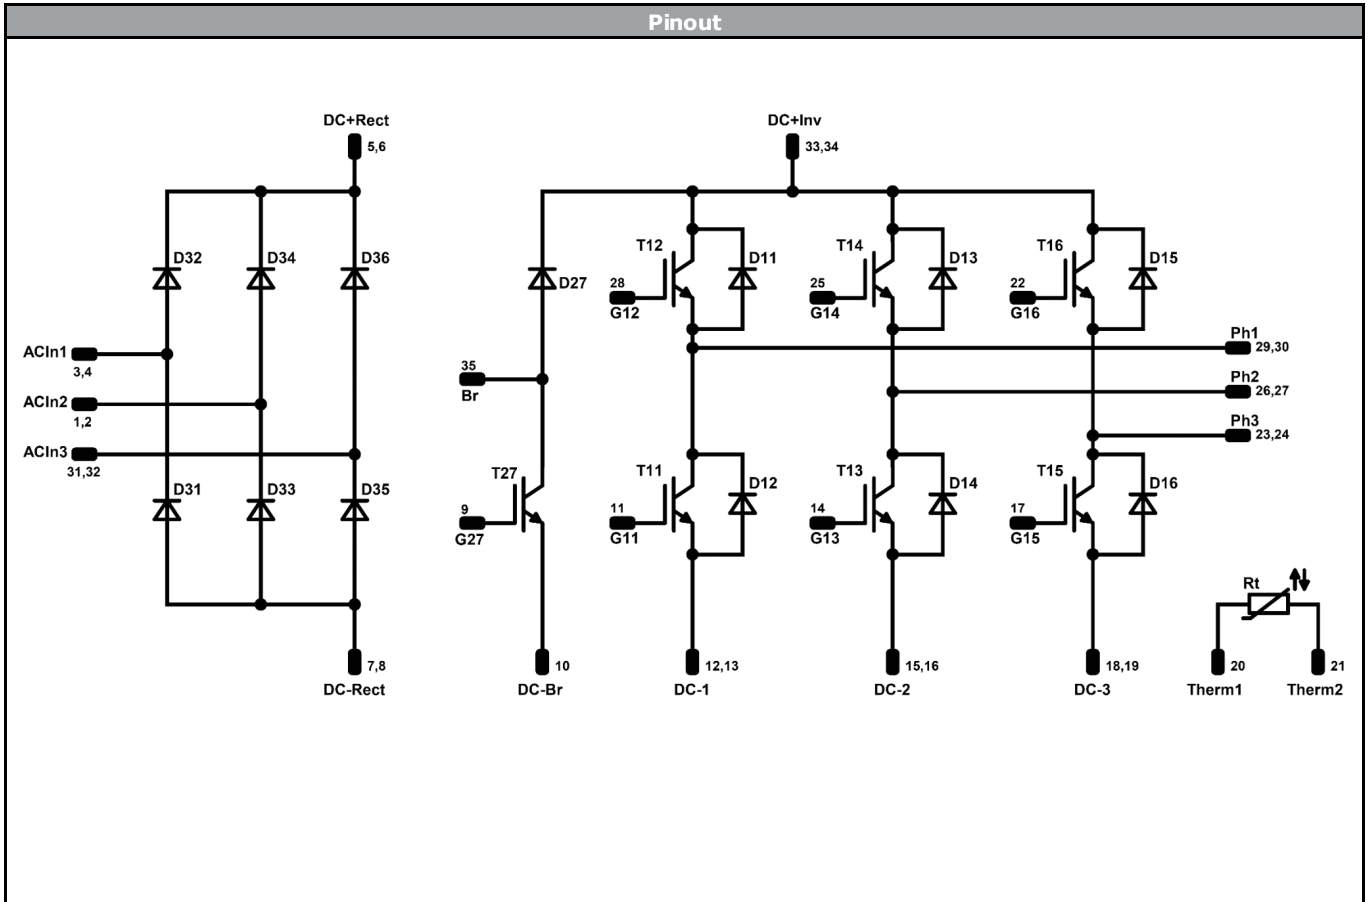 Pinout
DC+Rect
5,6
DC+Inv
33,34
D32
D34
D36
D27
T12
D11
28
G12
T14
D13
25
G14
T16
D15
22
G16
ACIn1
3,4
ACIn2
1,2
ACIn3
31,32
35
Br
Ph1
29,30
Ph2
26,27
Ph3
23,24
D31
D33
D35
T27
9
G27
T11
D12
11
G11
T13
D14
14
G13
T15
D16
17
G15
Rt
7,8
DC-Rect
10
DC-Br
12,13
DC-1
15,16
DC-2
18,19
DC-3
20
Therm1
21
Therm2